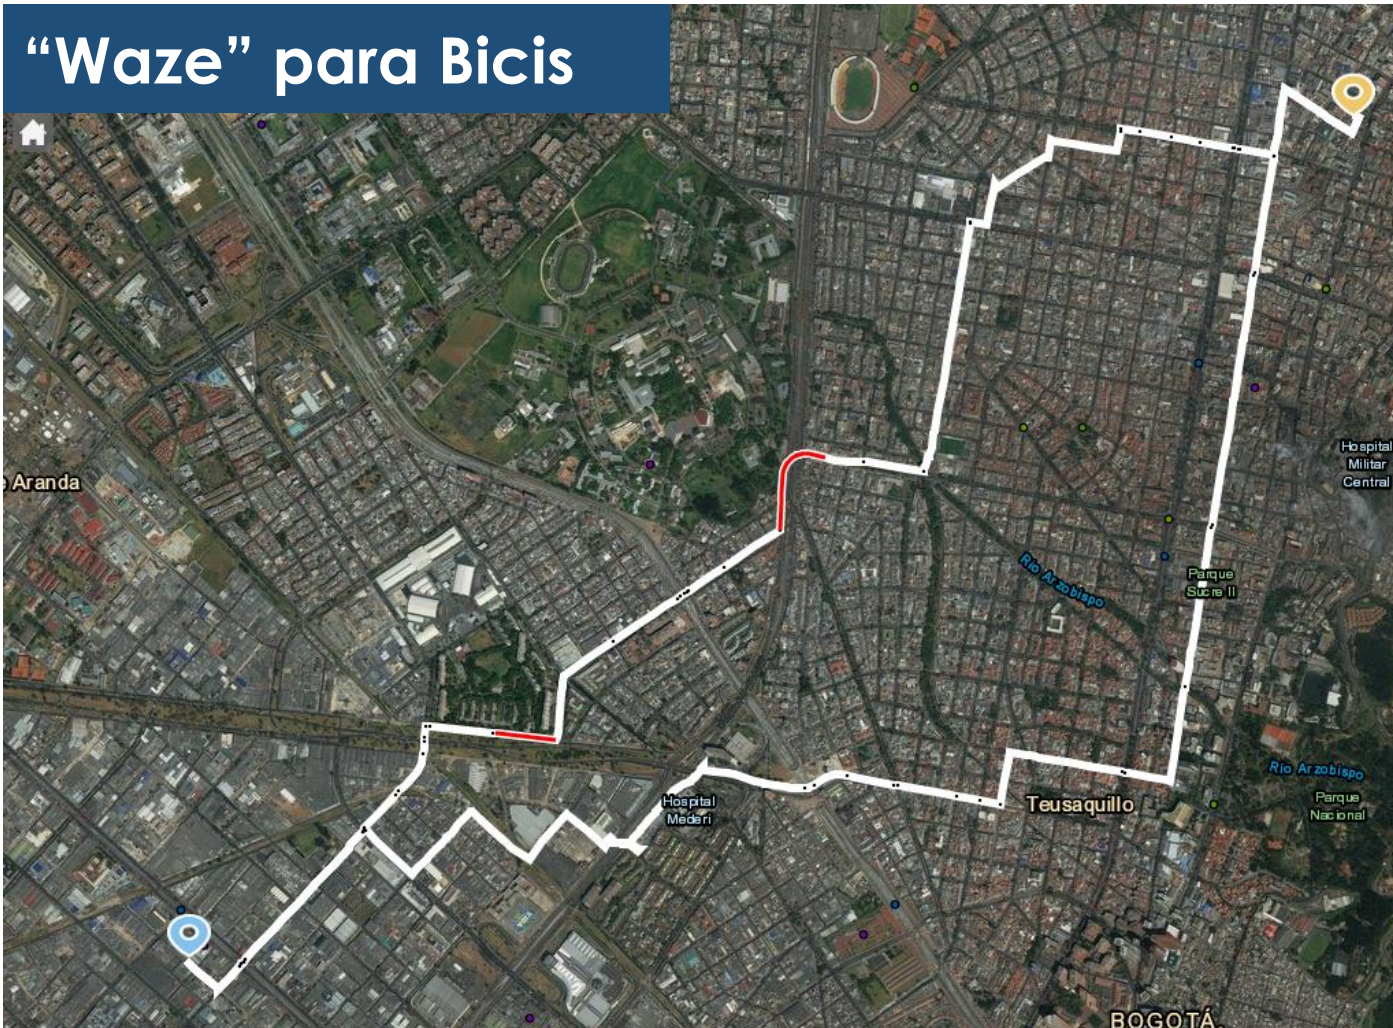 “Waze” para Bicis
Hospital
Militar
Central
e Aranda
Río Arzobispo
Parque
Sucre II
Río Arzobispo
Parque
Nacional
Hospital
Mederi
Teusaquillo
BOGOTÁ